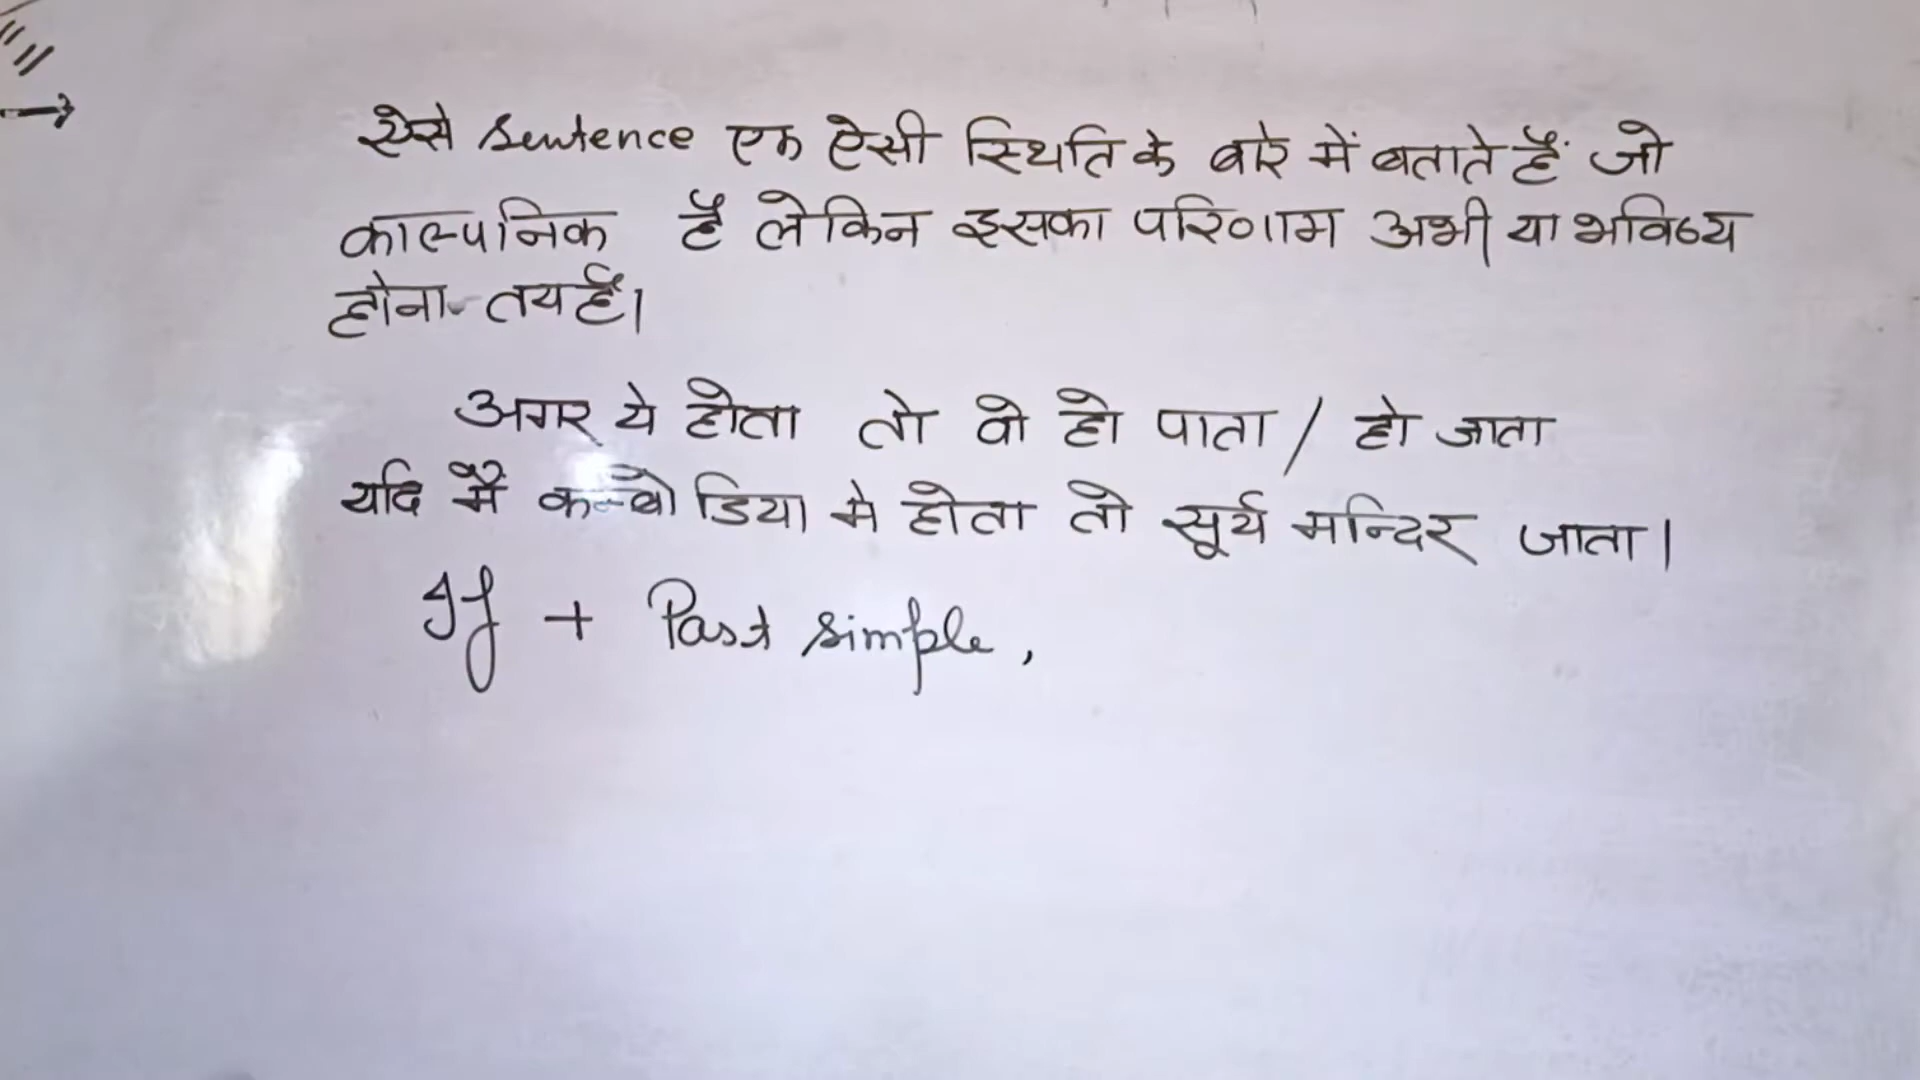 ऐसे sentence एक ऐसी स्थिति के बारे में बताते हैं जो
काल्पनिक है लेकिन इसका परिणाम अभी या भविष्य
होना तय है।
अगर ये होता तो वो हो पाता / हो जाता
यदि मैं कम्बोडिया मे होता तो सूर्य मन्दिर जाता।
If + Past simple,